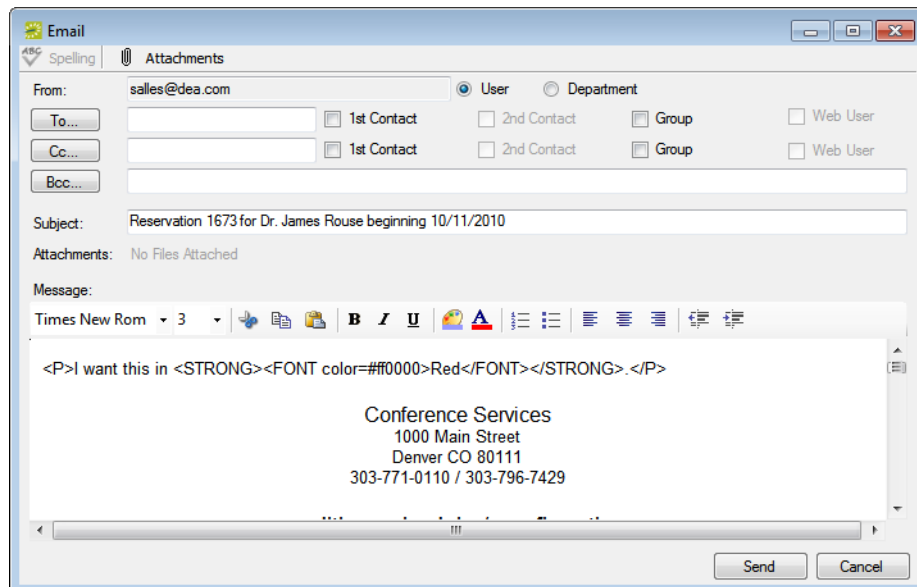 Email
ABC Spelling Attachments
From: salles@dea.com User Department
To... 1st Contact 2nd Contact Group Web User
Cc... 1st Contact 2nd Contact Group Web User
Bcc...
Subject: Reservation 1673 for Dr. James Rouse beginning 10/11/2010
Attachments: No Files Attached
Message:
Times New Rom 3 B I U A
<P>I want this in <STRONG><FONT color=#ff0000>Red</FONT></STRONG>.</P>
Conference Services
1000 Main Street
Denver CO 80111
303-771-0110 / 303-796-7429
Send Cancel